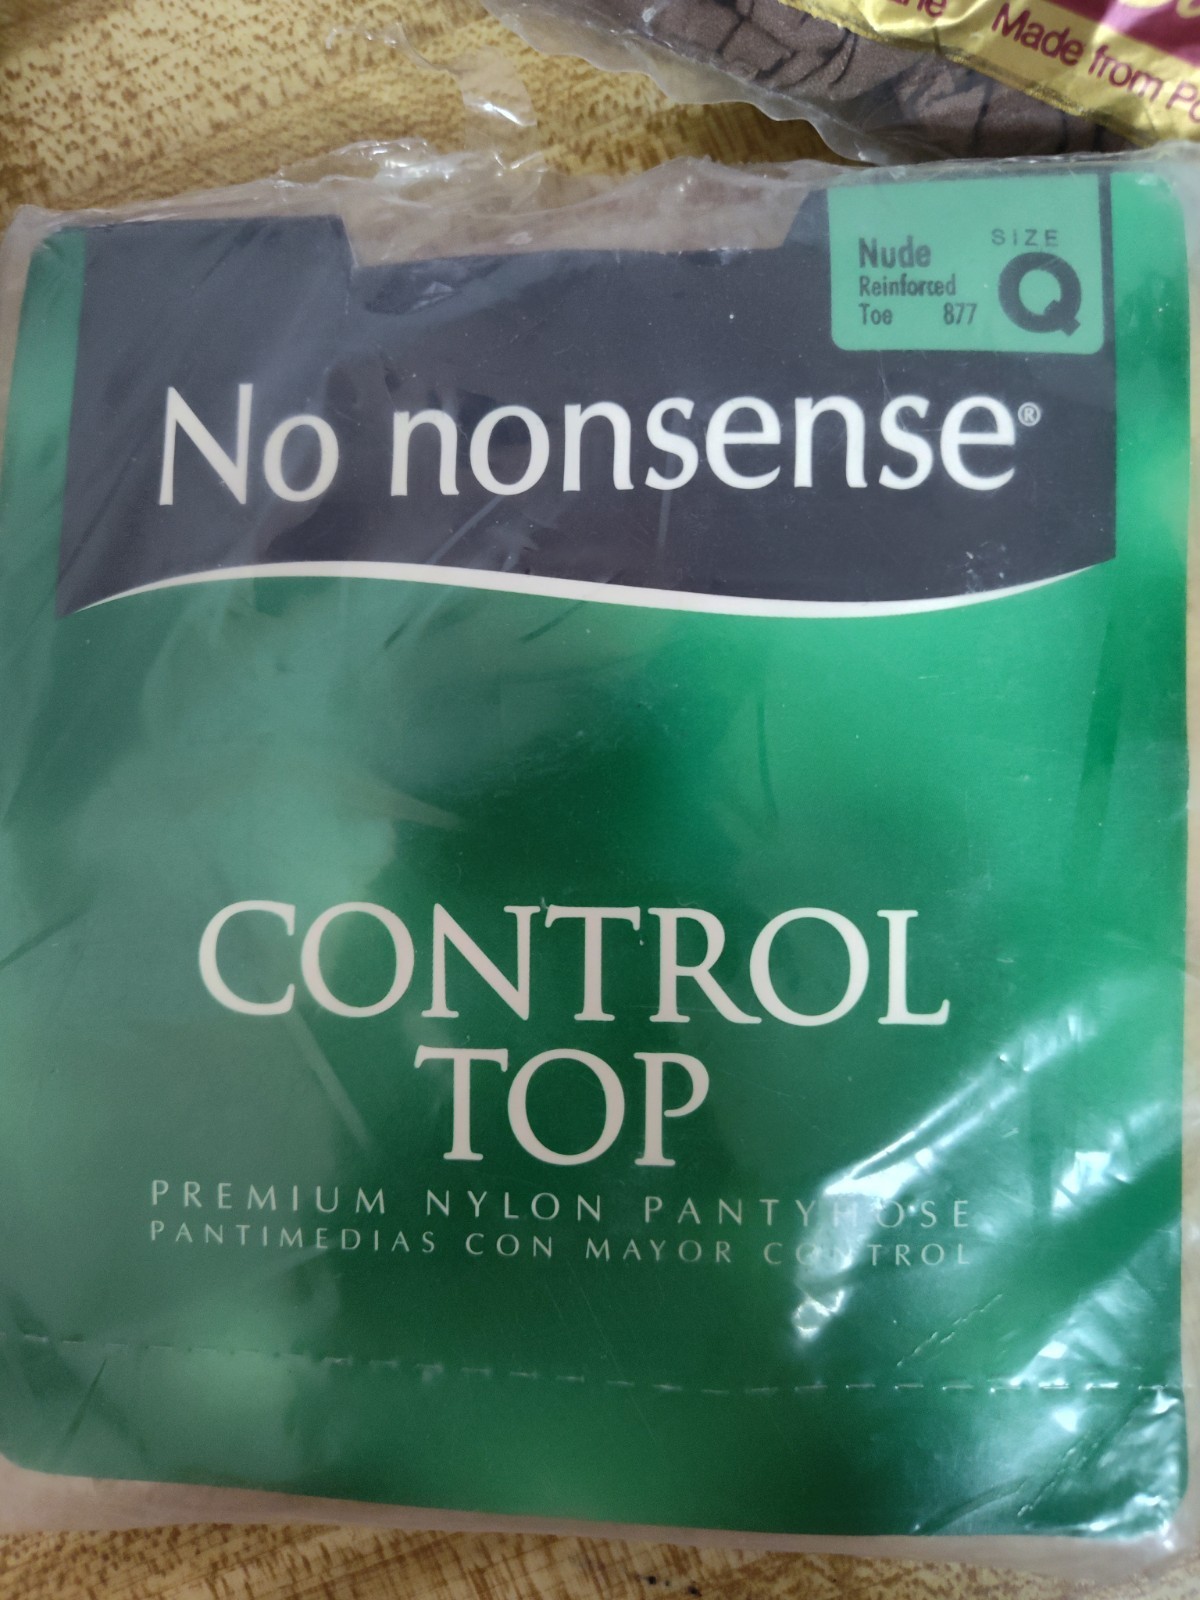 Made from
Nude
Reinforced
Toe 877
SIZE
Q
No nonsense®
CONTROL
TOP
PREMIUM NYLON PANTYHOSE
PANTIMEDIAS CON MAYOR CONTROL